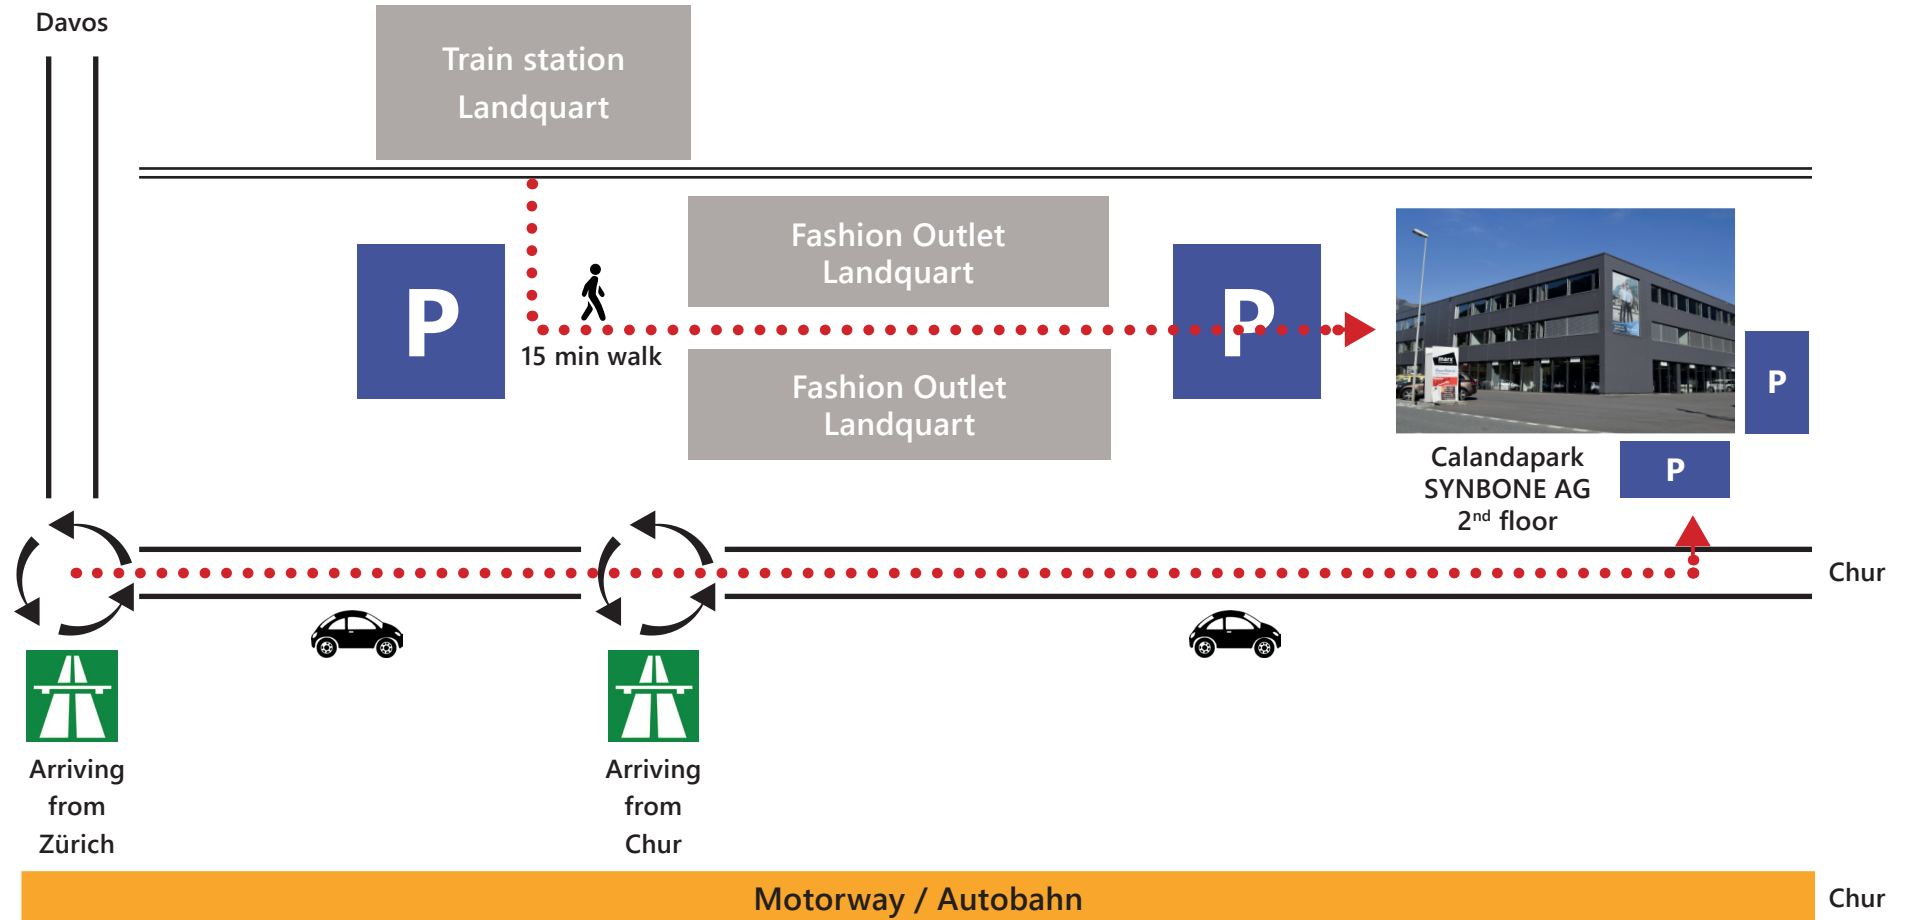 Davos
Train station
Landquart
Fashion Outlet
Landquart
P
P
15 min walk
Fashion Outlet
Landquart
marx
P
P
Calandapark
SYNBONE AG
2nd floor
Chur
Arriving
from
Zürich
Arriving
from
Chur
Motorway / Autobahn
Chur